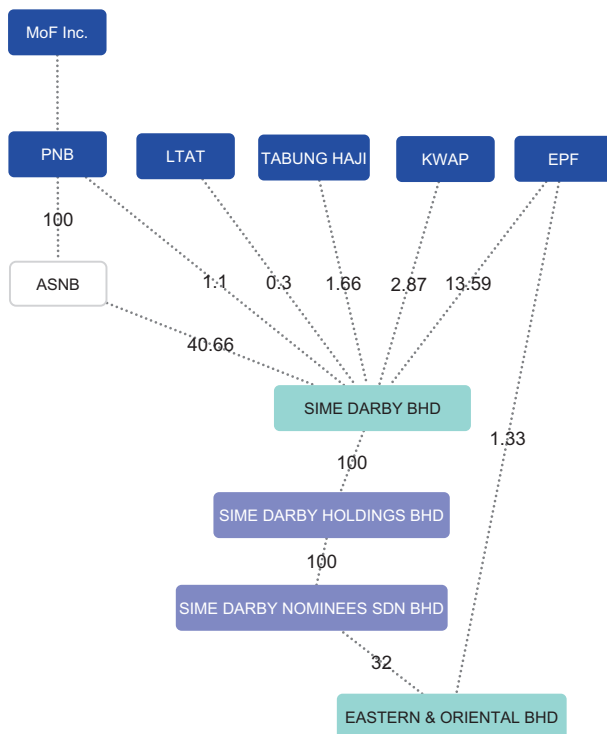 MoF Inc.
PNB
LTAT
TABUNG HAJI
KWAP
EPF
100
ASNB
1.1
0.3
1.66
2.87
13.59
40.66
SIME DARBY BHD
1.33
100
SIME DARBY HOLDINGS BHD
100
SIME DARBY NOMINEES SDN BHD
32
EASTERN & ORIENTAL BHD